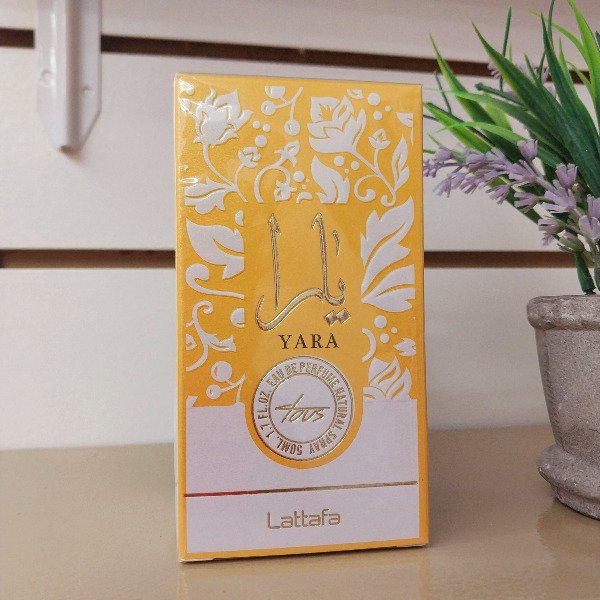 يارا
YARA
EAU DE PERFUME NATURAL SPRAY 50ML. 1.7 FL.OZ.
tous
Lattafa